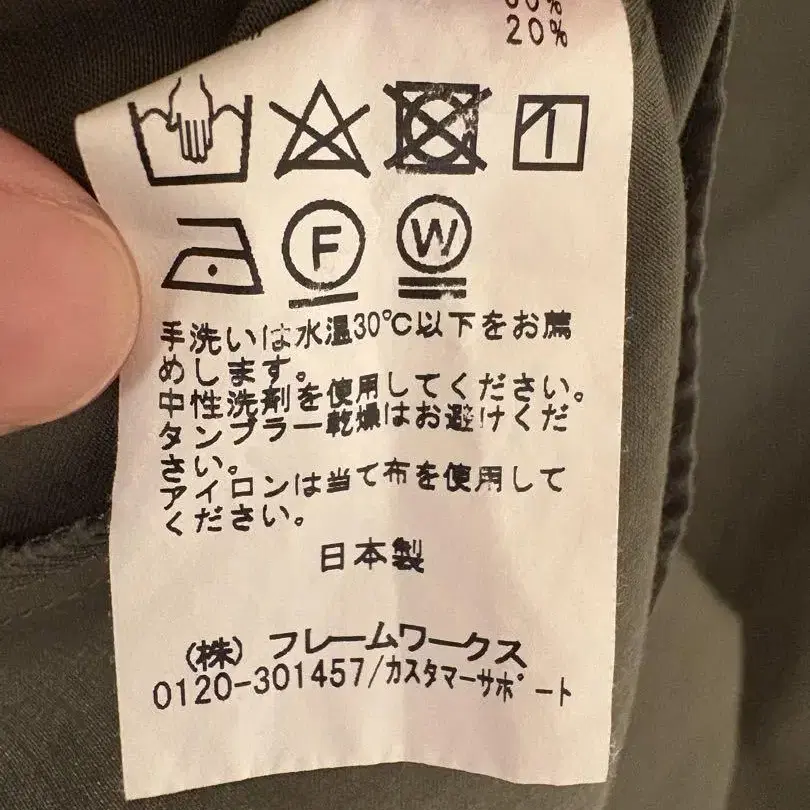 20%
F
W
手洗いは水温30℃以下をお薦
めします。
中性洗剤を使用してください。
タンブラー乾燥はお避けくだ
さい。
アイロンは当て布を使用して
ください。
日本製
(株) フレームワークス
0120-301457/カスタマーサポート